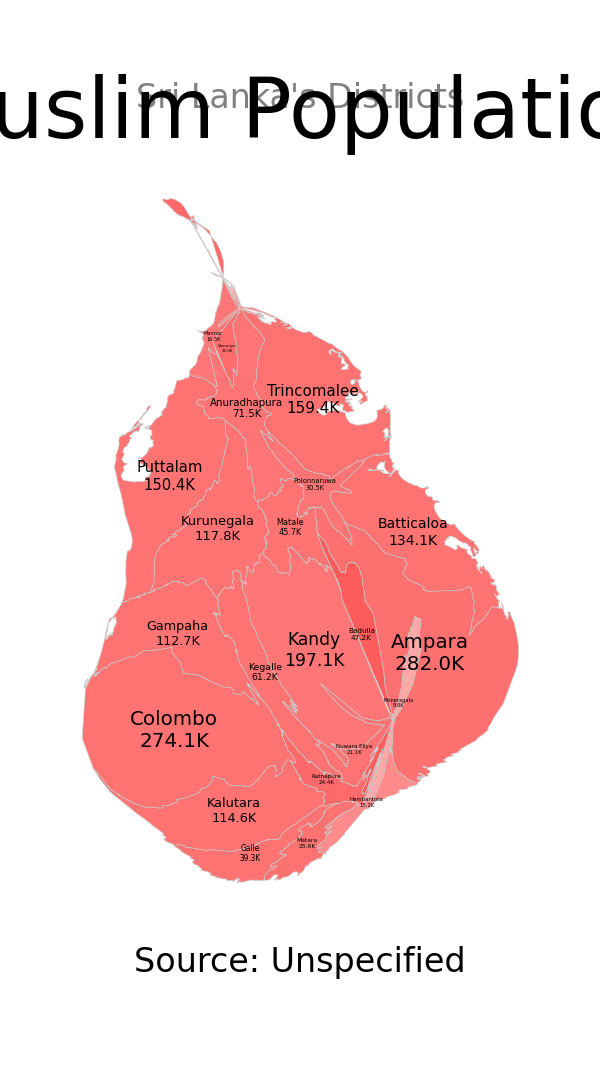 Sri Lanka's Districts
uslim Populatio
Mannar
16.5K
Vavuniya
12.0K
Trincomalee
159.4K
Anuradhapura
71.5K
Puttalam
150.4K
Polonnaruwa
30.5K
Kurunegala
117.8K
Matale
45.7K
Batticaloa
134.1K
Gampaha
112.7K
Badulla
47.2K
Kandy
197.1K
Ampara
282.0K
Kegalle
61.2K
Moneragala
9.8K
Colombo
274.1K
Nuwara Eliya
21.1K
Ratnapura
24.4K
Hambantota
15.2K
Kalutara
114.6K
Matara
25.6K
Galle
39.3K
Source: Unspecified